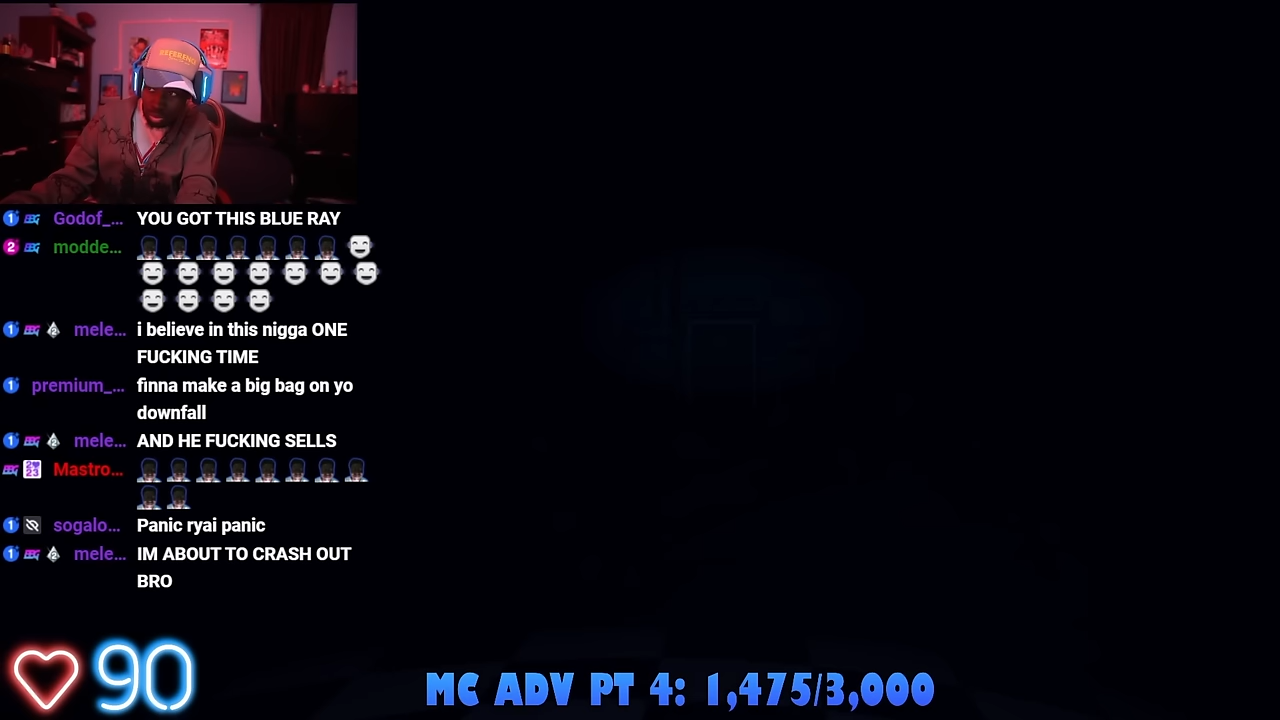 REFERENCE
Godof_... YOU GOT THIS BLUE RAY
modde...
mele... i believe in this nigga ONE
FUCKING TIME
premium_... finna make a big bag on yo
downfall
mele... AND HE FUCKING SELLS
Mastro...
sogalo... Panic ryai panic
mele... IM ABOUT TO CRASH OUT
BRO
90
MC ADV PT 4: 1,475/3,000